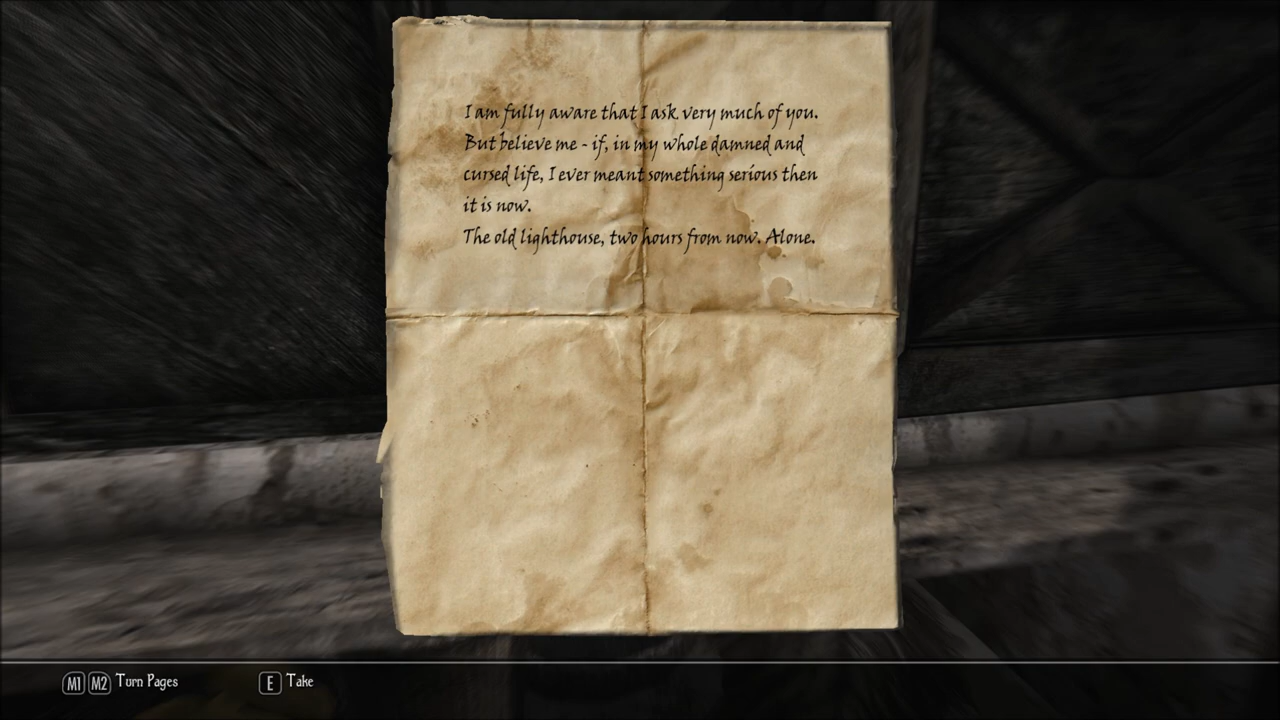 I am fully aware that I ask very much of you.
But believe me - if, in my whole damned and
cursed life, I ever meant something serious then
it is now.
The old lighthouse, two hours from now. Alone.
M1 M2 Turn Pages
E Take